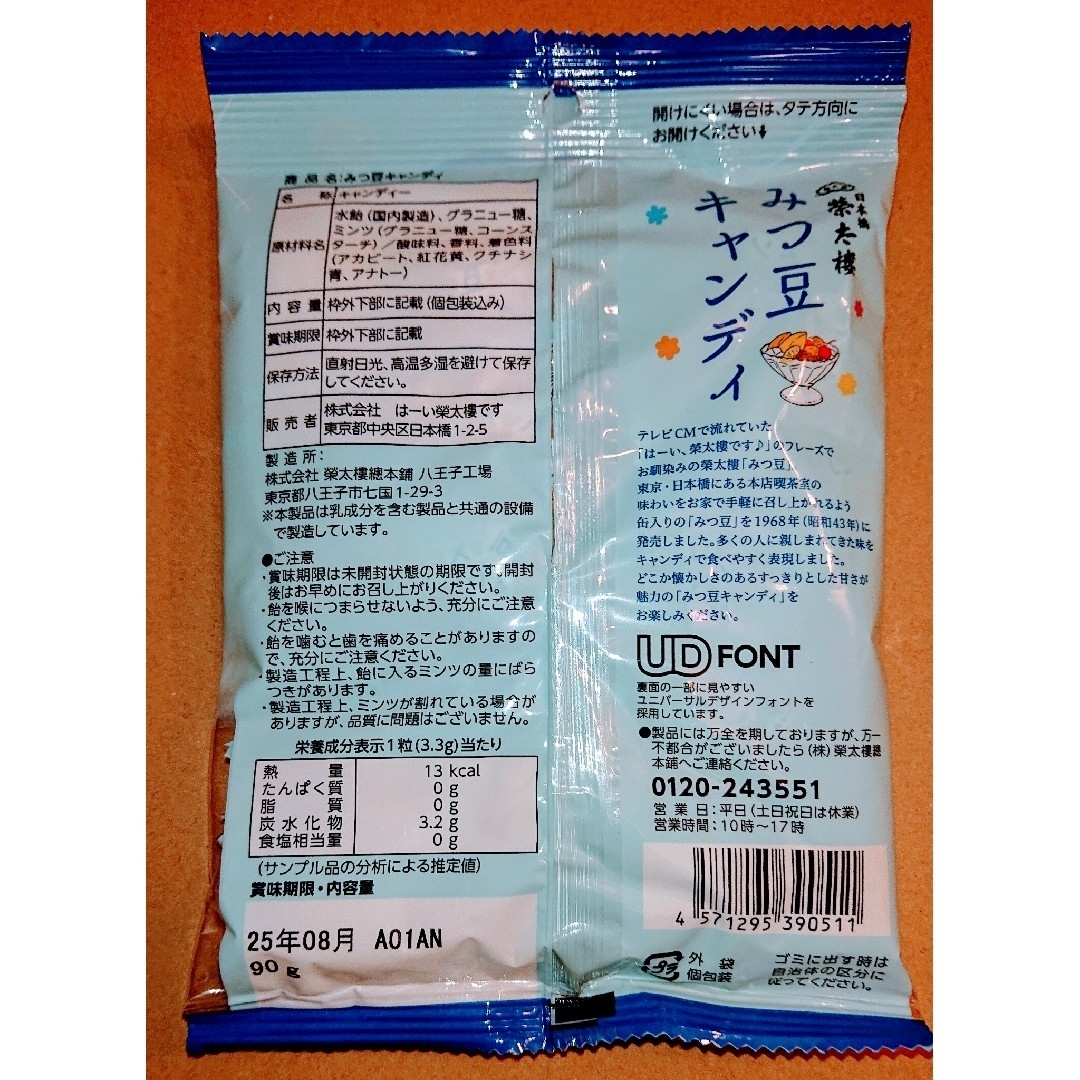 商品名:みつ豆キャンディ
名称 キャンディー
原材料名 水飴(国内製造)、グラニュー糖、
ミンツ(グラニュー糖、コーンス
ターチ)/酸味料、香料、着色料
(アカビート、紅花黄、クチナシ
青、アナトー)
内容量 枠外下部に記載(個包装込み)
賞味期限 枠外下部に記載
保存方法 直射日光、高温多湿を避けて保存
してください。
販売者 株式会社 はーい榮太樓です
東京都中央区日本橋1-2-5
製造所:
株式会社 榮太樓總本鋪 八王子工場
東京都八王子市七国1-29-3
※本製品は乳成分を含む製品と共通の設備
で製造しています。
●ご注意
・賞味期限は未開封状態の期限です。開封
後はお早めにお召し上がりください。
・飴を喉につまらせないよう、充分にご注意
ください。
・飴を噛むと歯を痛めることがありますの
で、充分にご注意ください。
・製造工程上、飴に入るミンツの量にばら
つきがあります。
・製造工程上、ミンツが割れている場合が
ありますが、品質に問題はございません。
栄養成分表示1粒(3.3g)当たり
熱量 13 kcal
たんぱく質 0 g
脂質 0 g
炭水化物 3.2 g
食塩相当量 0 g
(サンプル品の分析による推定値)
賞味期限・内容量
25年08月 A01AN
90 g
開けにくい場合は、タテ方向に
お開けください↓
日本橋
榮太樓
みつ豆
キャンディ
テレビCMで流れていた
「はーい、榮太樓です♪」のフレーズで
お馴染みの榮太樓「みつ豆」。
東京・日本橋にある本店喫茶室の
味わいをお家で手軽に召し上がれるよう
缶入りの「みつ豆」を1968年(昭和43年)に
発売しました。多くの人に親しまれてきた味を
キャンディで食べやすく表現しました。
どこか懐かしさのあるすっきりとした甘さが
魅力の「みつ豆キャンディ」を
お楽しみください。
UD FONT
裏面の一部に見やすい
ユニバーサルデザインフォントを
採用しています。
●製品には万全を期しておりますが、万一
不都合がございましたら(株)榮太樓總
本鋪へご連絡ください。
0120-243551
営業日:平日(土日祝日は休業)
営業時間:10時〜17時
4 571295 390511
プラ
外袋
個包装
ゴミに出す時は
自治体の区分に
従ってください。